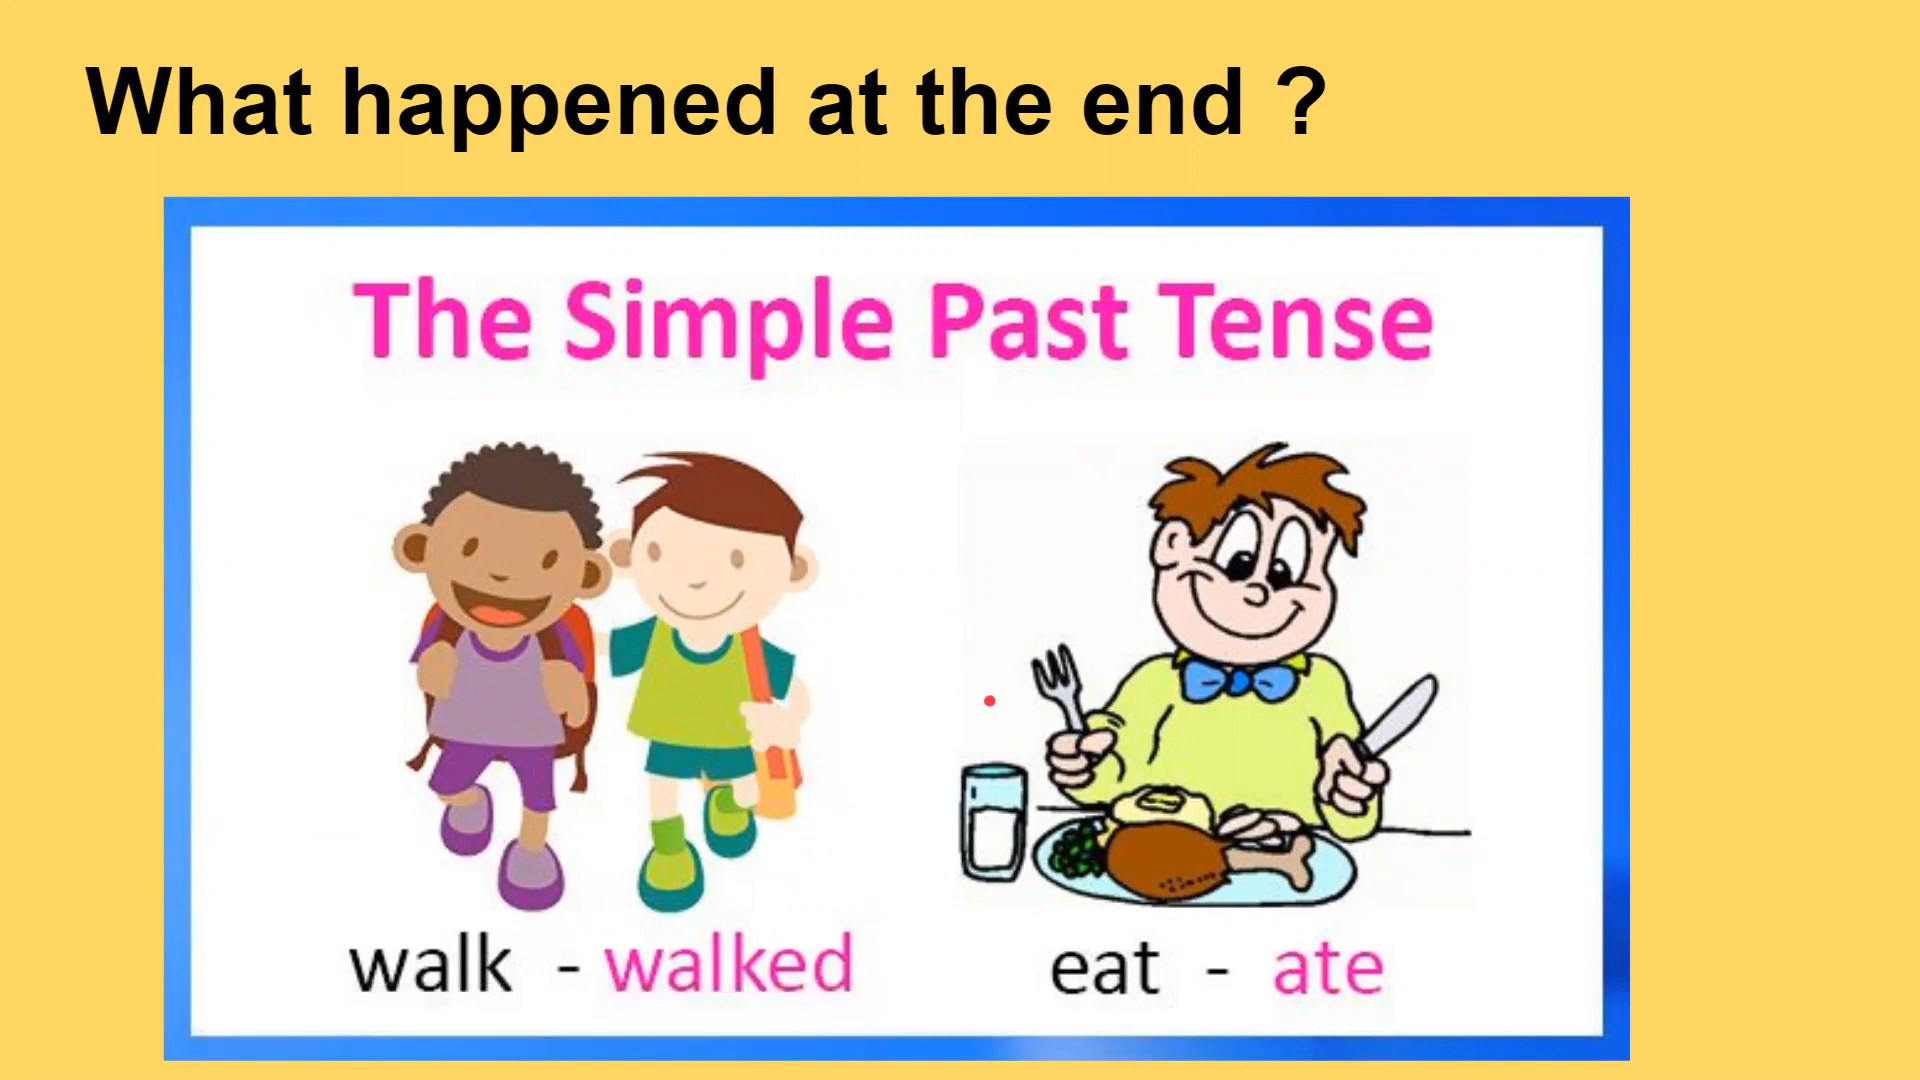 What happened at the end ?
The Simple Past Tense
walk - walked
eat - ate